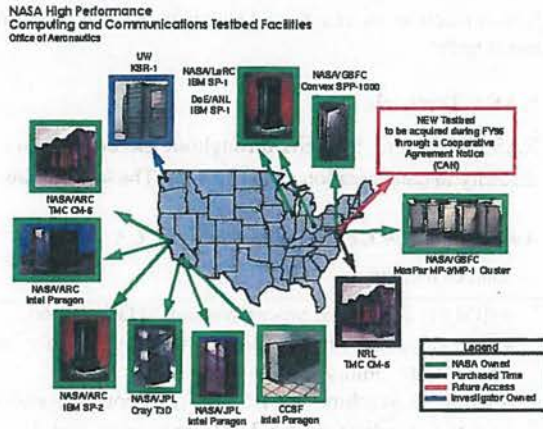 NASA High Performance
Computing and Communications Testbed Facilities
Office of Aeronautics
UW
KSR-1
NASA/LeRC
IBM SP-1
DoE/ANL
IBM SP-1
NASA/GSFC
Convex SPP-1000
NEW Testbed
to be acquired during FY95
through a Cooperative
Agreement Notice
(CAN)
NASA/ARC
TMC CM-5
NASA/GSFC
MasPar MP-2/MP-1 Cluster
NASA/ARC
Intel Paragon
NRL
TMC CM-5
NASA/ARC
IBM SP-2
NASA/JPL
Cray T3D
NASA/JPL
Intel Paragon
CCSF
Intel Paragon
Legend
NASA Owned
Purchased Time
Future Access
Investigator Owned